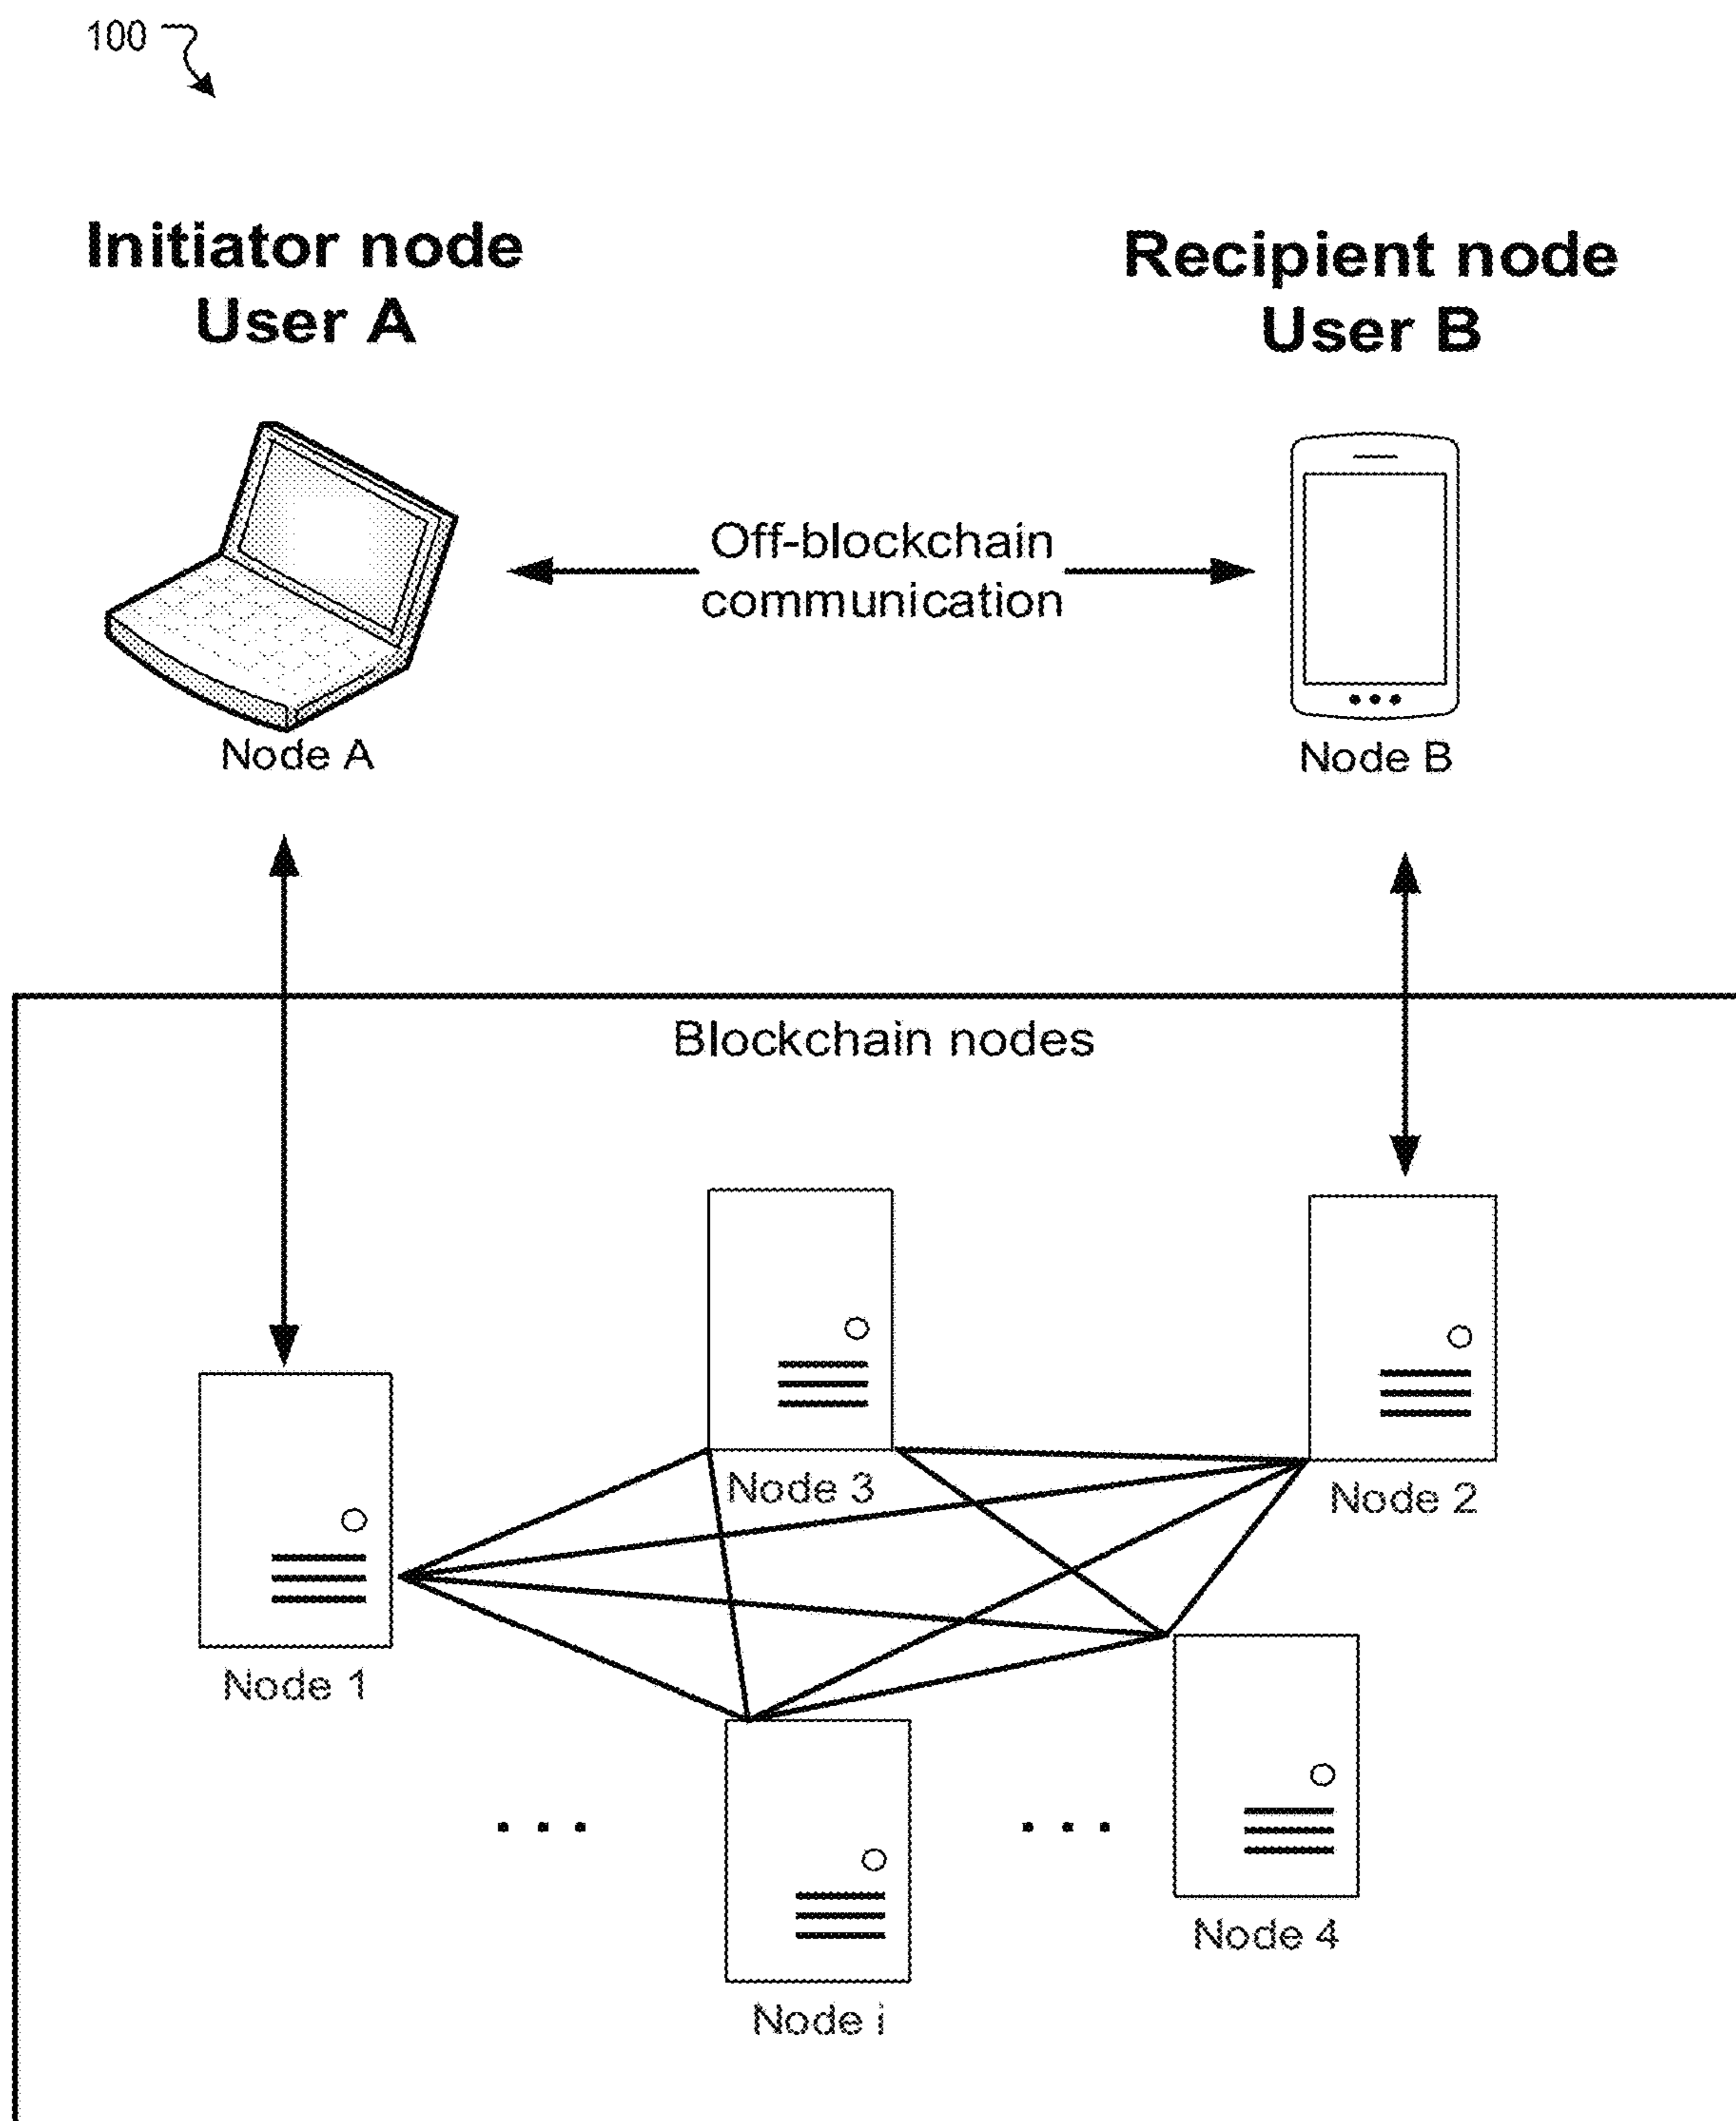 100
Initiator node
User A
Recipient node
User B
Off-blockchain
communication
Node A
Node B
Blockchain nodes
Node 3
Node 2
Node 1
Node 4
Node i